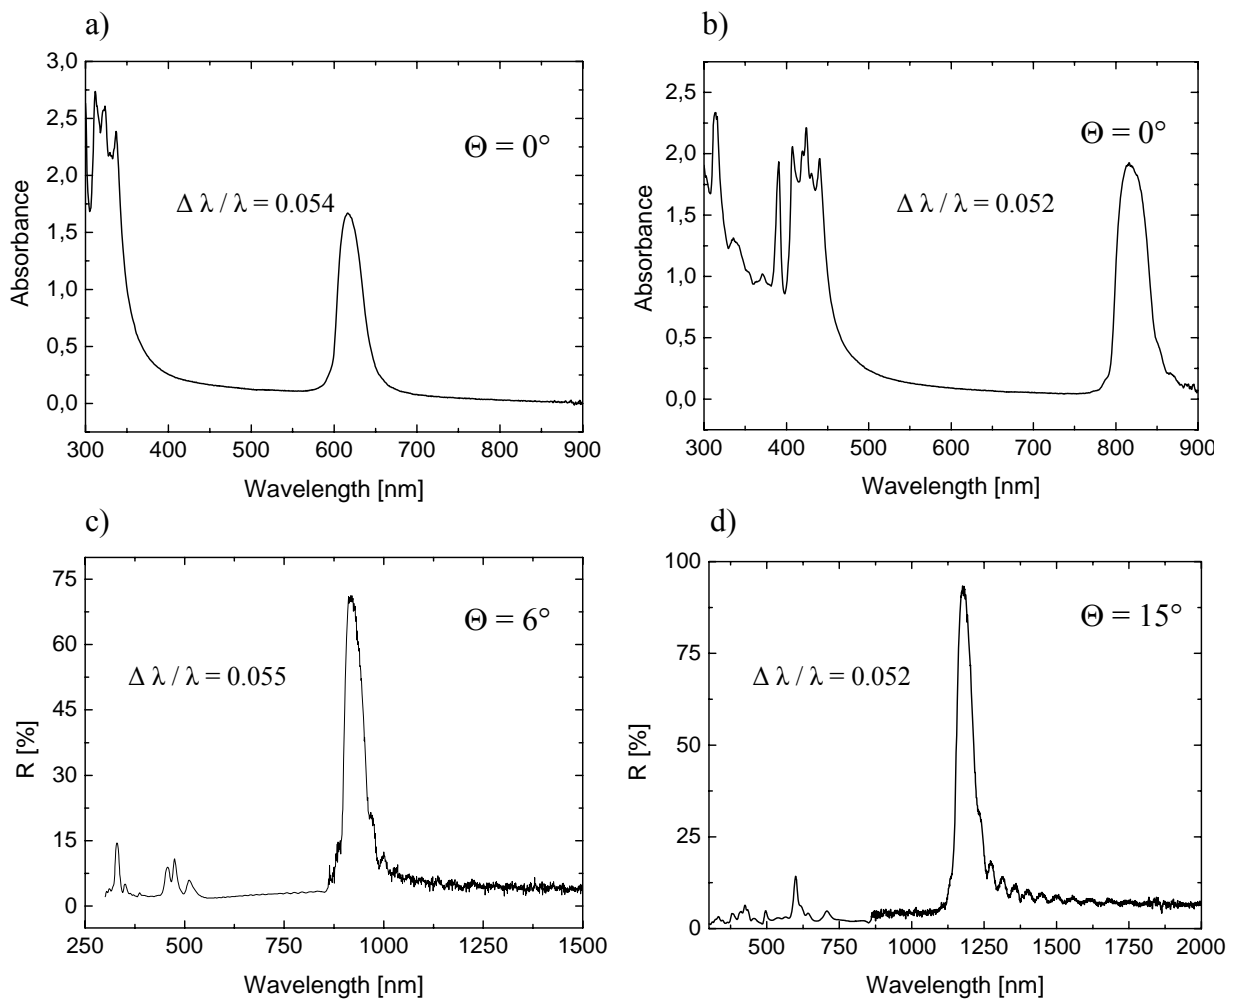 a)
3,0
2,5
2,0
1,5
1,0
0,5
0,0
Absorbance
Θ = 0°
Δ λ / λ = 0.054
300 400 500 600 700 800 900
Wavelength [nm]
b)
2,5
2,0
1,5
1,0
0,5
0,0
Absorbance
Θ = 0°
Δ λ / λ = 0.052
300 400 500 600 700 800 900
Wavelength [nm]
c)
75
60
45
30
15
0
R [%]
Θ = 6°
Δ λ / λ = 0.055
250 500 750 1000 1250 1500
Wavelength [nm]
d)
100
75
50
25
0
R [%]
Θ = 15°
Δ λ / λ = 0.052
500 750 1000 1250 1500 1750 2000
Wavelength [nm]